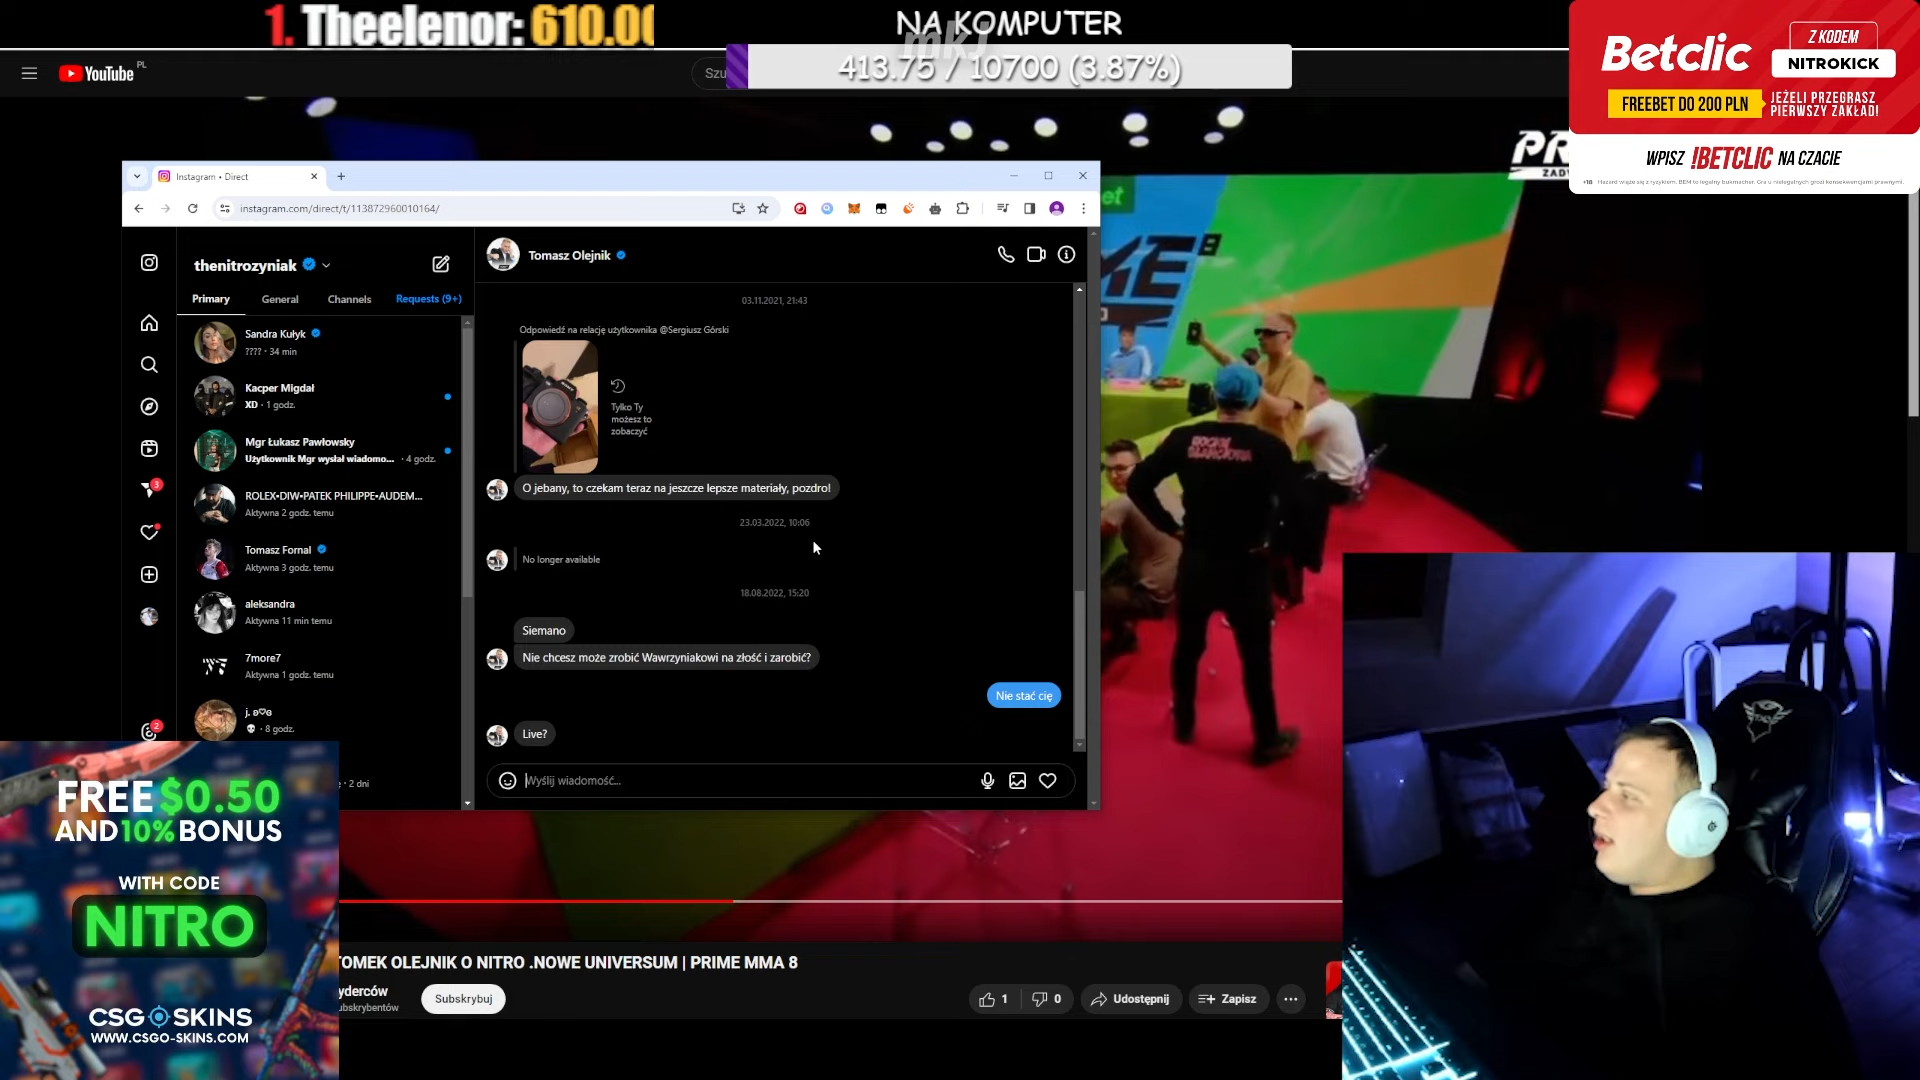 1. Theelenor: 610.00
NA KOMPUTER
mkj
413.75 / 10700 (3.87%)
YouTube PL
Szu
Betclic
Z KODEM
NITROKICK
FREEBET DO 200 PLN
JEŻELI PRZEGRASZ
PIERWSZY ZAKŁAD!
WPISZ !BETCLIC NA CZACIE
Instagram • Direct
instagram.com/direct/t/113872960010164/
thenitrozyniak
Primary
General
Channels
Requests (9+)
Sandra Kułyk
???? · 34 min
Kacper Migdał
XD · 1 godz.
Mgr Łukasz Pawłowsky
Użytkownik Mgr wysłał wiadomo... · 4 godz.
ROLEX•DIW•PATEK PHILIPPE•AUDEM...
Aktywna 2 godz. temu
Tomasz Fornal
Aktywna 3 godz. temu
aleksandra
Aktywna 11 min temu
7more7
Aktywna 1 godz. temu
j. ʚ♡ɞ
💀 · 8 godz.
· 2 dni
3
2
Tomasz Olejnik
03.11.2021, 21:43
Odpowiedź na relację użytkownika @Sergiusz Górski
Tylko Ty
możesz to
zobaczyć
O jebany, to czekam teraz na jeszcze lepsze materiały, pozdro!
23.03.2022, 10:06
No longer available
18.08.2022, 15:20
Siemano
Nie chcesz może zrobić Wawrzyniakowi na złość i zarobić?
Nie stać cię
Live?
Wyślij wiadomość...
FREE $0.50
AND 10% BONUS
WITH CODE
NITRO
CSGO SKINS
WWW.CSGO-SKINS.COM
TOMEK OLEJNIK O NITRO .NOWE UNIVERSUM | PRIME MMA 8
yderców
ubskrybentów
Subskrybuj
1
0
Udostępnij
Zapisz